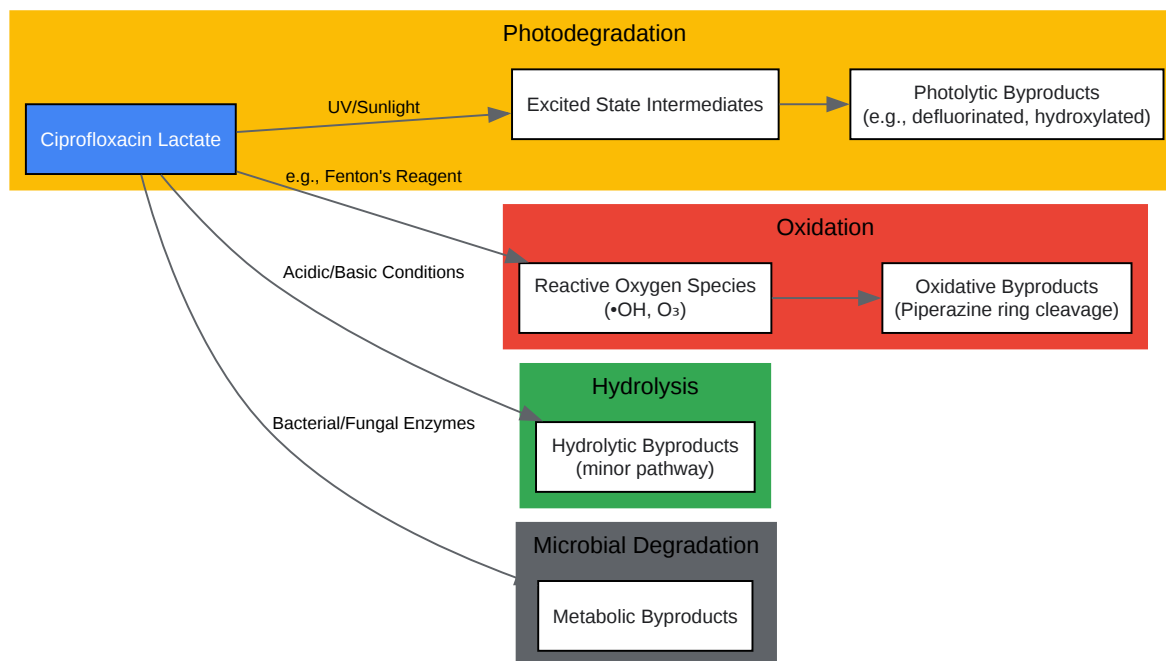 Photodegradation
Ciprofloxacin Lactate
UV/Sunlight
Excited State Intermediates
Photolytic Byproducts
(e.g., defluorinated, hydroxylated)
e.g., Fenton's Reagent
Oxidation
Reactive Oxygen Species
(•OH, O₃)
Oxidative Byproducts
(Piperazine ring cleavage)
Acidic/Basic Conditions
Hydrolysis
Hydrolytic Byproducts
(minor pathway)
Bacterial/Fungal Enzymes
Microbial Degradation
Metabolic Byproducts